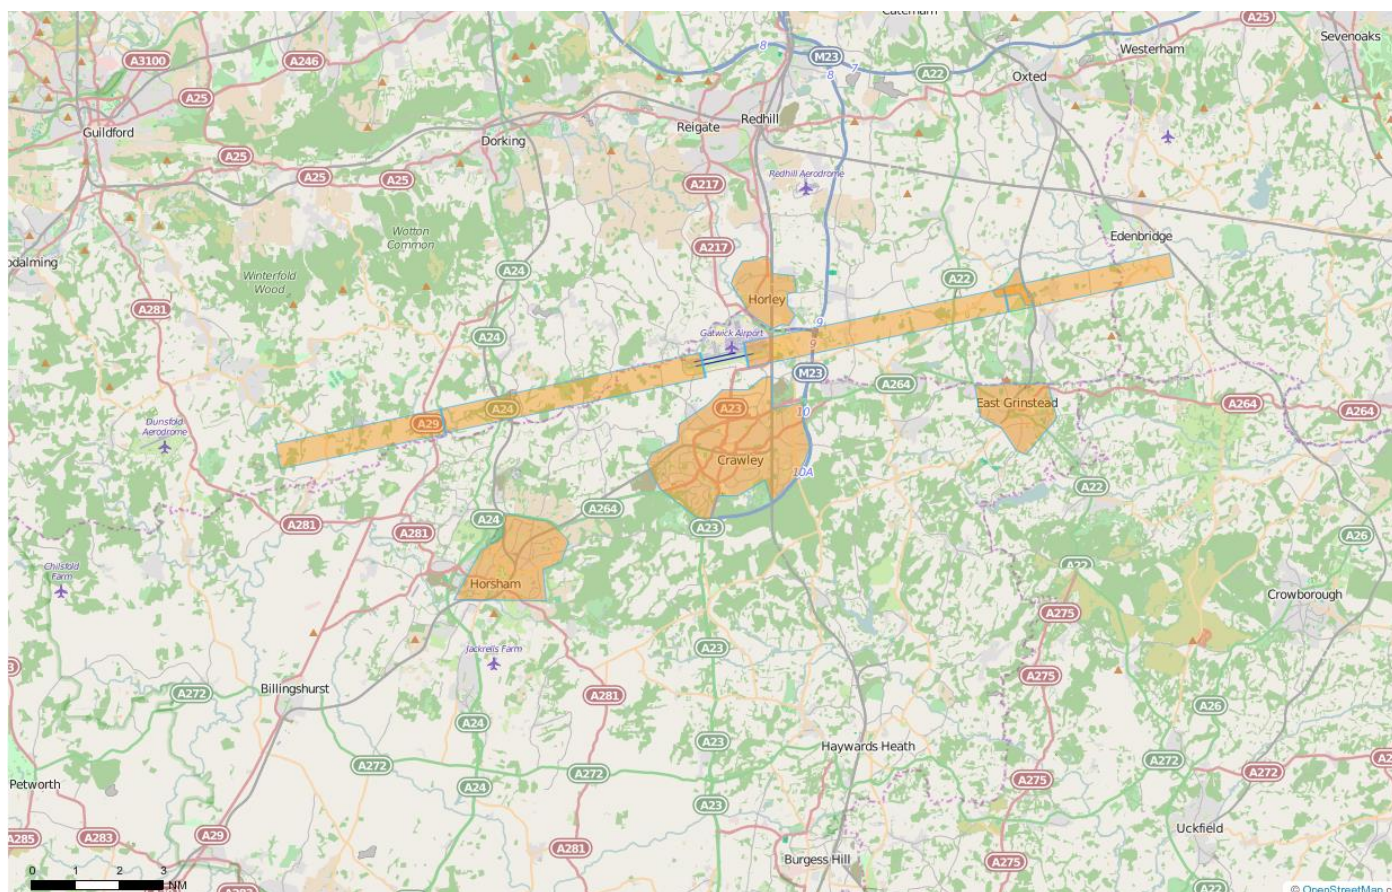 Caterham
A25
Sevenoaks
A3100
A246
8
M23
7
8
A22
Westerham
Oxted
A25
Guildford
Reigate
Redhill
Dorking
A25
A25
A25
A217
Redhill Aerodrome
Wotton
Common
A217
Edenbridge
odalming
Winterfold
Wood
A24
A22
A281
Horley
A24
Gatwick Airport
9
9
M23
A264
A24
A29
A23
10
East Grinstead
A264
A264
Dunsfold
Aerodrome
Crawley
10A
A22
A24
A264
A281
A281
A23
A26
Chilsfold
Farm
Horsham
A22
Crowborough
A275
Jackrells Farm
A23
A275
Billingshurst
A272
A281
A26
A24
A23
Haywards Heath
A272
A272
A272
A272
Petworth
A24
A275
A23
A285
A283
A29
A281
Uckfield
Burgess Hill
A275
0 1 2 3
NM
© OpenStreetMap